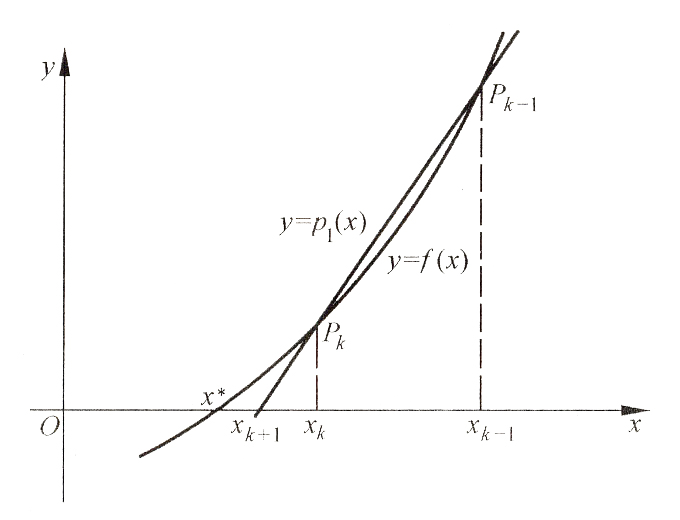 y
P_{k-1}
y=p_1(x)
y=f(x)
P_k
x*
O
x_{k+1}
x_k
x_{k-1}
x